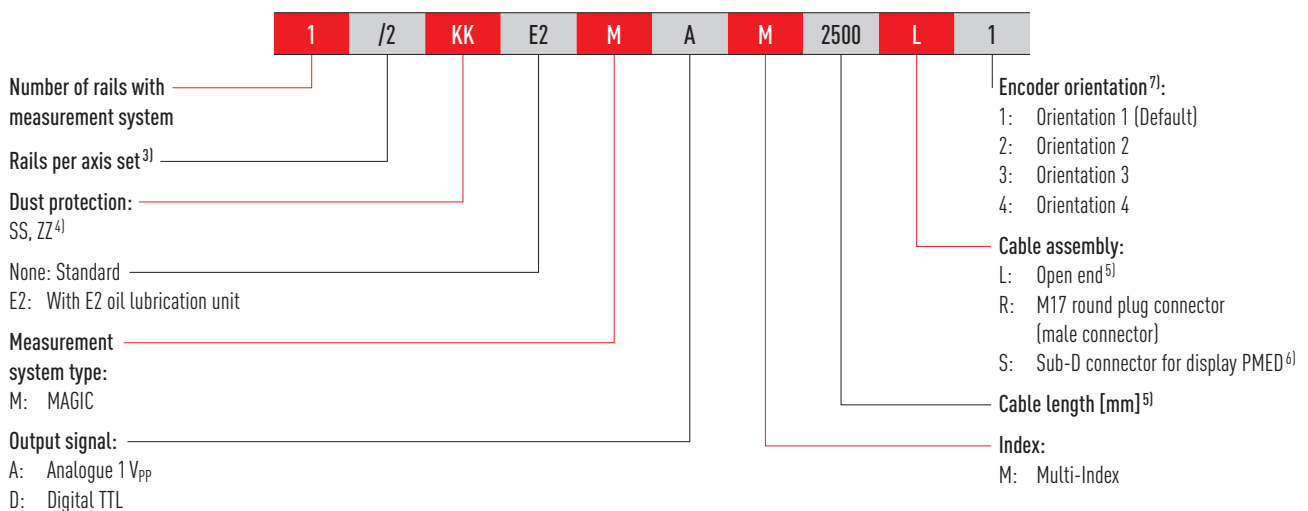 1 /2 KK E2 M A M 2500 L 1
Number of rails with
measurement system
Rails per axis set 3)
Dust protection:
SS, ZZ 4)
None: Standard
E2: With E2 oil lubrication unit
Measurement
system type:
M: MAGIC
Output signal:
A: Analogue 1 VPP
D: Digital TTL
Encoder orientation 7):
1: Orientation 1 (Default)
2: Orientation 2
3: Orientation 3
4: Orientation 4
Cable assembly:
L: Open end 5)
R: M17 round plug connector
(male connector)
S: Sub-D connector for display PMED 6)
Cable length [mm] 5)
Index:
M: Multi-Index